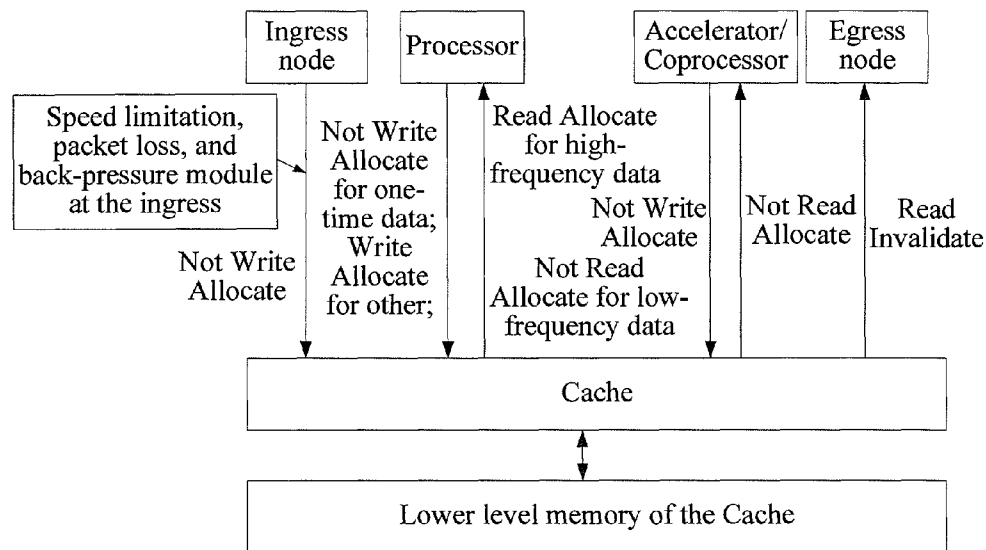 Ingress
node
Processor
Accelerator/
Coprocessor
Egress
node
Speed limitation,
packet loss, and
back-pressure module
at the ingress
Not Write
Allocate
Not Write
Allocate
for one-
time data;
Write
Allocate
for other;
Read Allocate
for high-
frequency data
Not Read
Allocate for low-
frequency data
Not Write
Allocate
Not Read
Allocate
Read
Invalidate
Cache
Lower level memory of the Cache